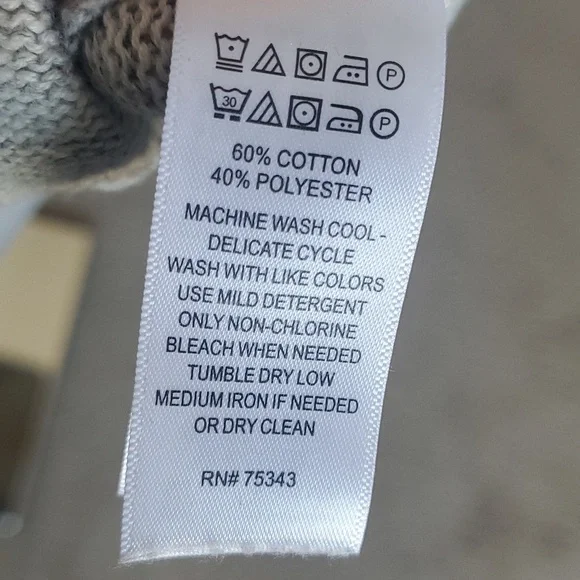 P
30 P
60% COTTON
40% POLYESTER
MACHINE WASH COOL -
DELICATE CYCLE
WASH WITH LIKE COLORS
USE MILD DETERGENT
ONLY NON-CHLORINE
BLEACH WHEN NEEDED
TUMBLE DRY LOW
MEDIUM IRON IF NEEDED
OR DRY CLEAN
RN# 75343